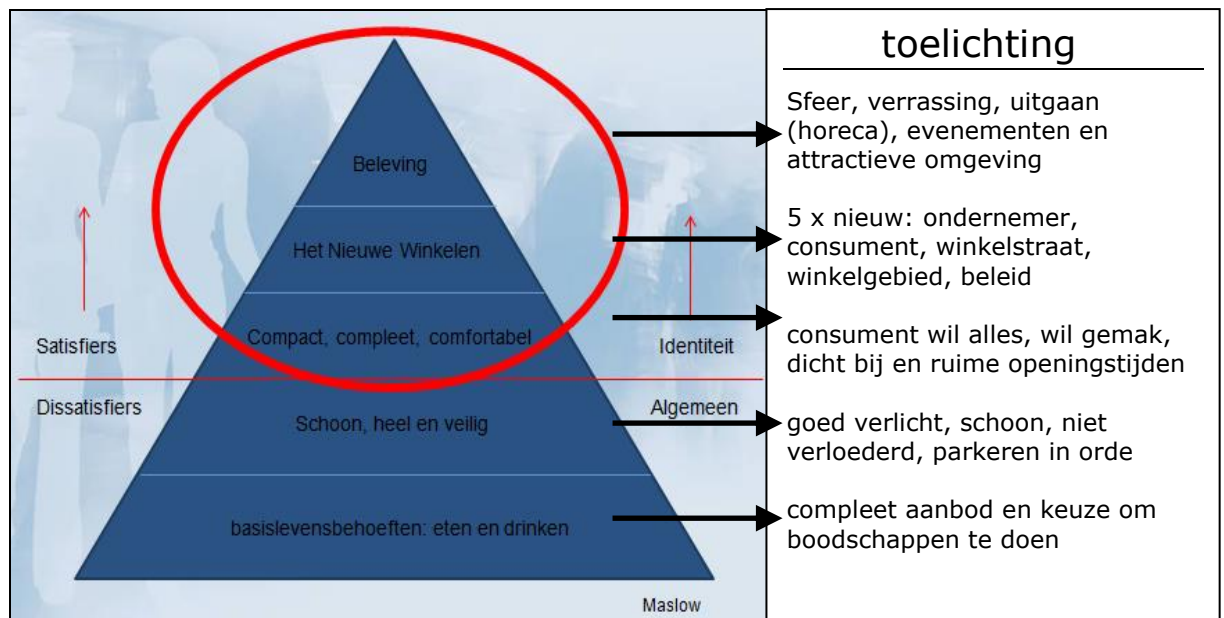 toelichting
Beleving
Het Nieuwe Winkelen
Compact, compleet, comfortabel
Schoon, heel en veilig
basislevensbehoeften: eten en drinken
Satisfiers
Dissatisfiers
Identiteit
Algemeen
Maslow
Sfeer, verrassing, uitgaan
(horeca), evenementen en
attractieve omgeving
5 x nieuw: ondernemer,
consument, winkelstraat,
winkelgebied, beleid
consument wil alles, wil gemak,
dicht bij en ruime openingstijden
goed verlicht, schoon, niet
verloederd, parkeren in orde
compleet aanbod en keuze om
boodschappen te doen